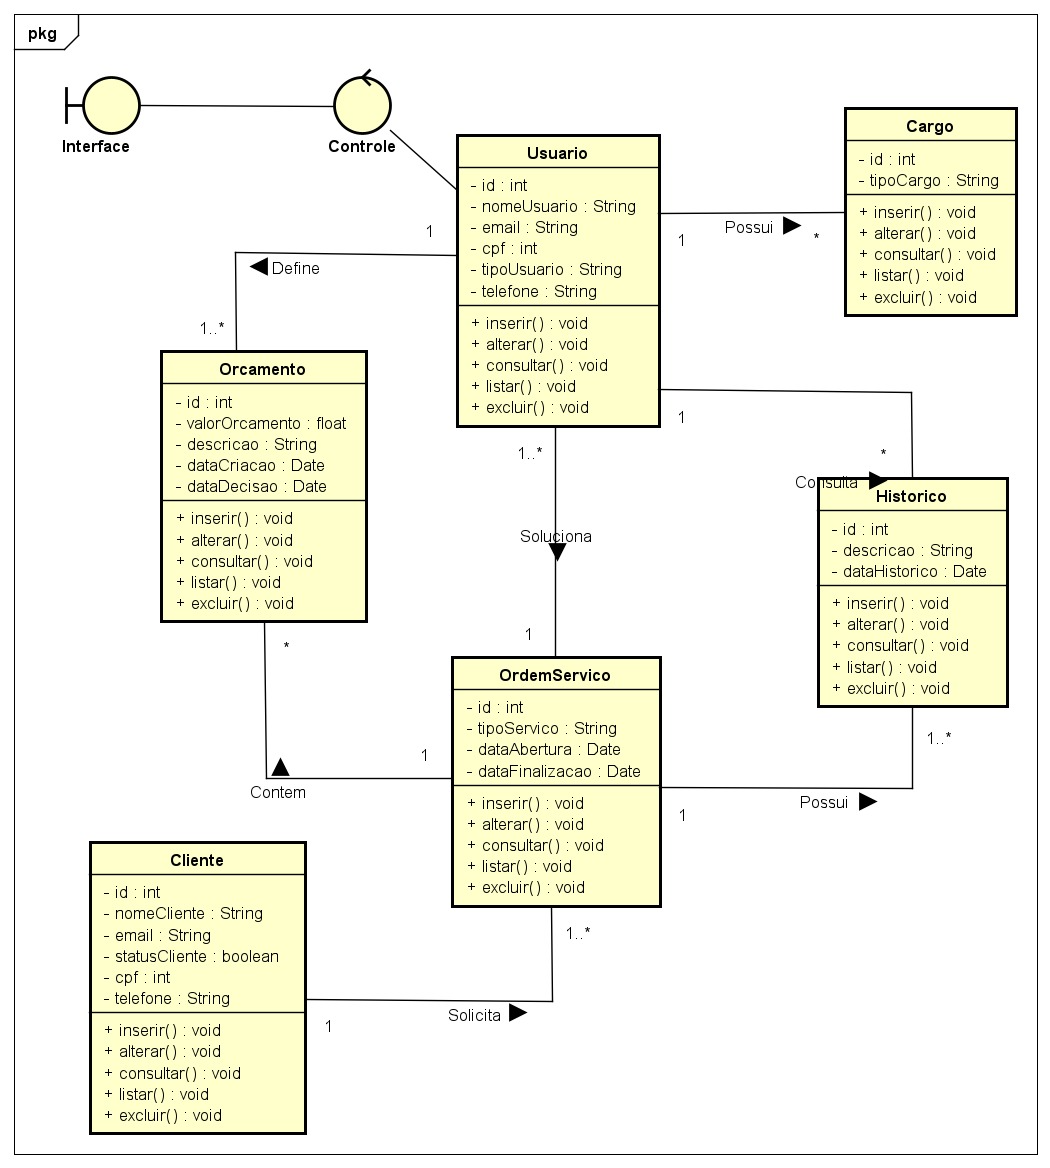 pkg
Interface
Controle
Usuario
- id : int
- nomeUsuario : String
- email : String
- cpf : int
- tipoUsuario : String
- telefone : String
+ inserir() : void
+ alterar() : void
+ consultar() : void
+ listar() : void
+ excluir() : void
Cargo
- id : int
- tipoCargo : String
+ inserir() : void
+ alterar() : void
+ consultar() : void
+ listar() : void
+ excluir() : void
1
Possui
*
1
Define
1..*
Orcamento
- id : int
- valorOrcamento : float
- descricao : String
- dataCriacao : Date
- dataDecisao : Date
+ inserir() : void
+ alterar() : void
+ consultar() : void
+ listar() : void
+ excluir() : void
1
*
Consulta
Historico
- id : int
- descricao : String
- dataHistorico : Date
+ inserir() : void
+ alterar() : void
+ consultar() : void
+ listar() : void
+ excluir() : void
1..*
Soluciona
1
OrdemServico
- id : int
- tipoServico : String
- dataAbertura : Date
- dataFinalizacao : Date
+ inserir() : void
+ alterar() : void
+ consultar() : void
+ listar() : void
+ excluir() : void
*
1
Contem
1..*
1
Possui
Cliente
- id : int
- nomeCliente : String
- email : String
- statusCliente : boolean
- cpf : int
- telefone : String
+ inserir() : void
+ alterar() : void
+ consultar() : void
+ listar() : void
+ excluir() : void
1..*
Solicita
1